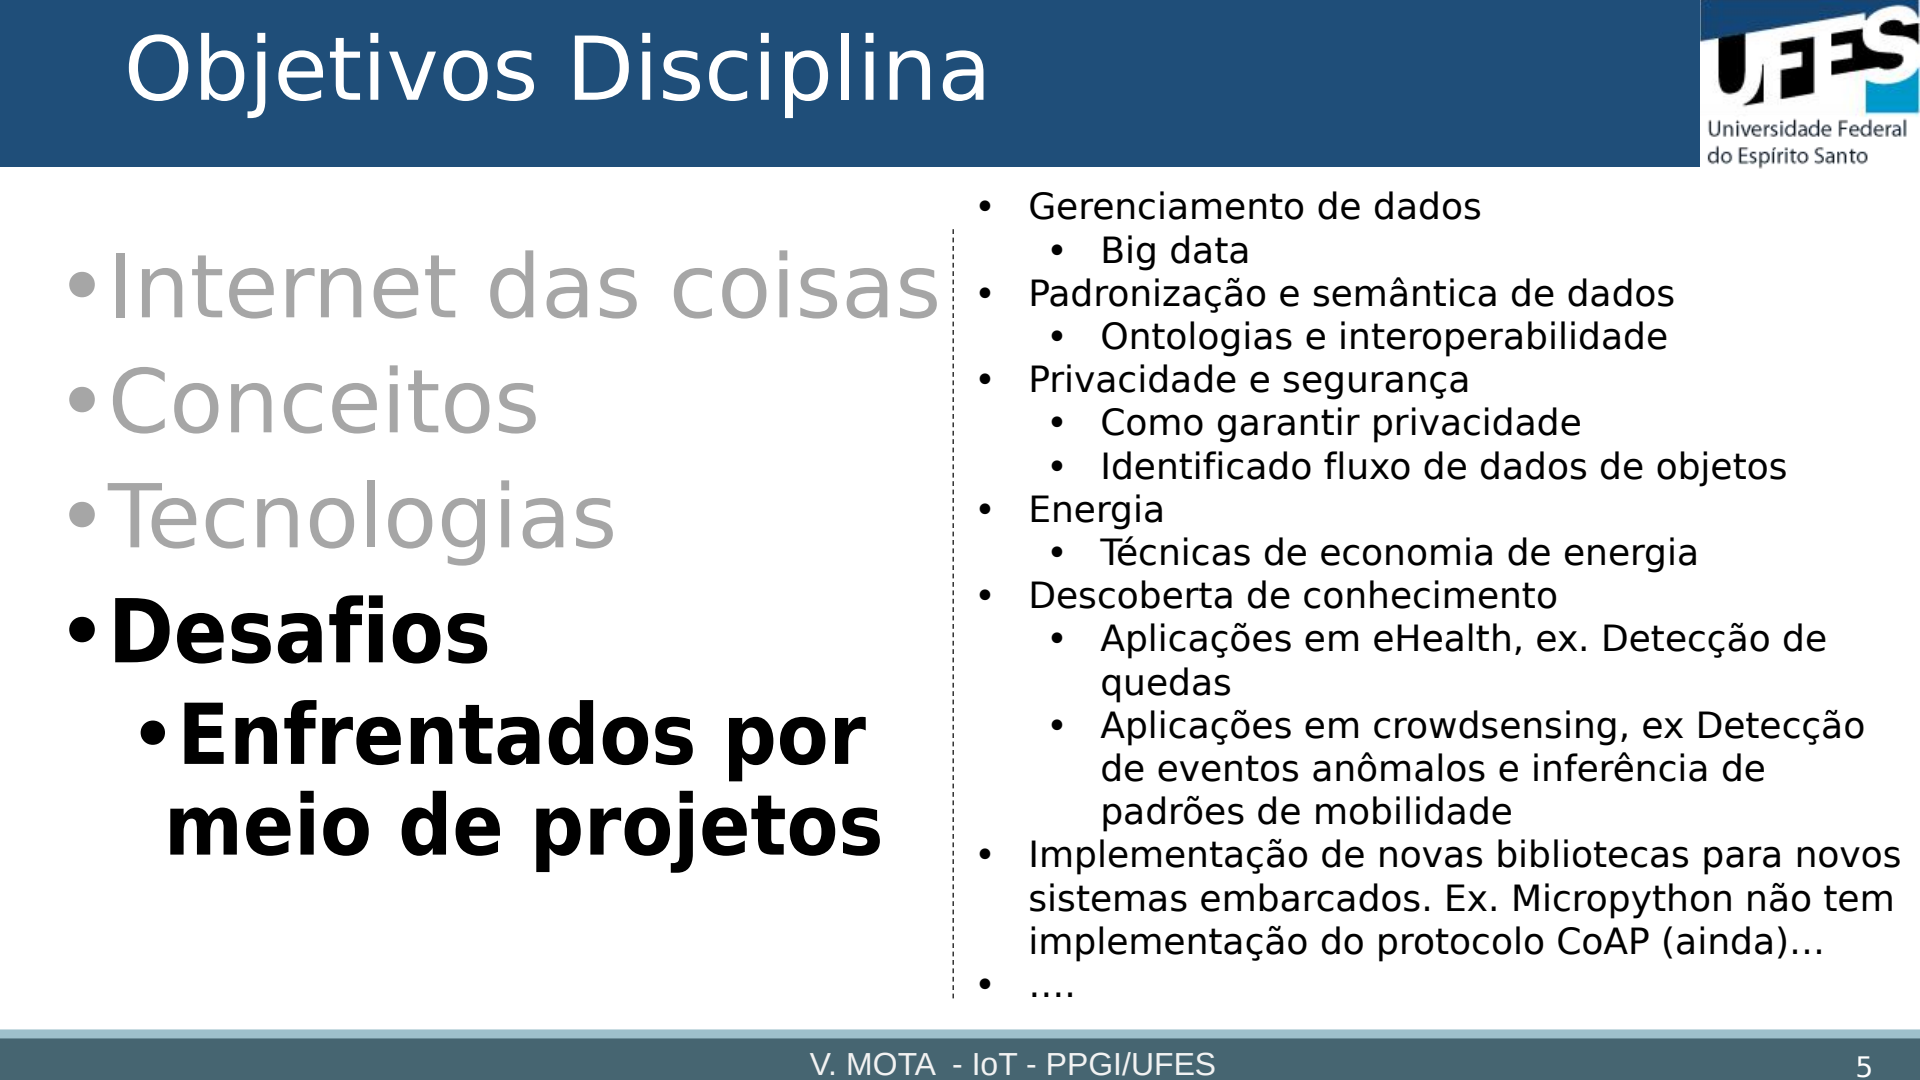 Objetivos Disciplina
UFES
Universidade Federal
do Espírito Santo
•Internet das coisas
•Conceitos
•Tecnologias
•Desafios
•Enfrentados por
meio de projetos
• Gerenciamento de dados
• Big data
• Padronização e semântica de dados
• Ontologias e interoperabilidade
• Privacidade e segurança
• Como garantir privacidade
• Identificado fluxo de dados de objetos
• Energia
• Técnicas de economia de energia
• Descoberta de conhecimento
• Aplicações em eHealth, ex. Detecção de
quedas
• Aplicações em crowdsensing, ex Detecção
de eventos anômalos e inferência de
padrões de mobilidade
• Implementação de novas bibliotecas para novos
sistemas embarcados. Ex. Micropython não tem
implementação do protocolo CoAP (ainda)...
• ....
V. MOTA - IoT - PPGI/UFES
5